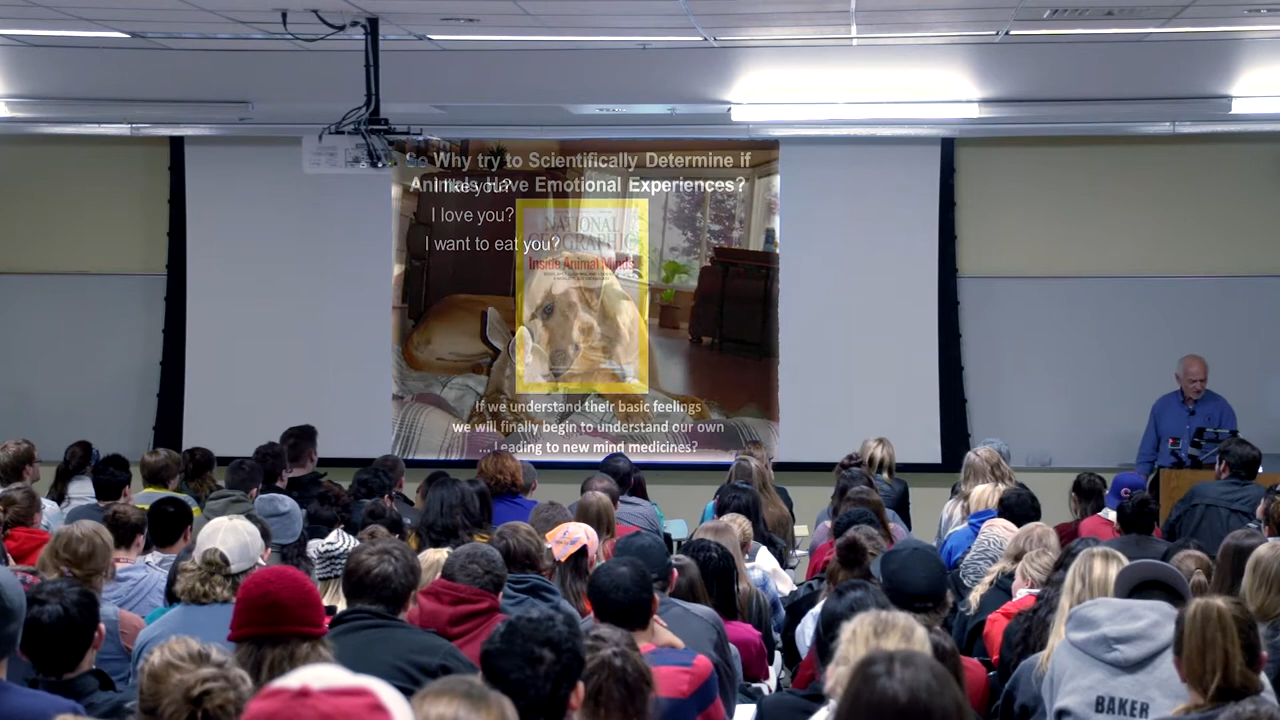 So Why try to Scientifically Determine if
Animals Have Emotional Experiences?
I like you?
I love you?
I want to eat you?
NATIONAL
GEOGRAPHIC
Inside Animal Minds
If we understand their basic feelings
we will finally begin to understand our own
... Leading to new mind medicines?
BAKER